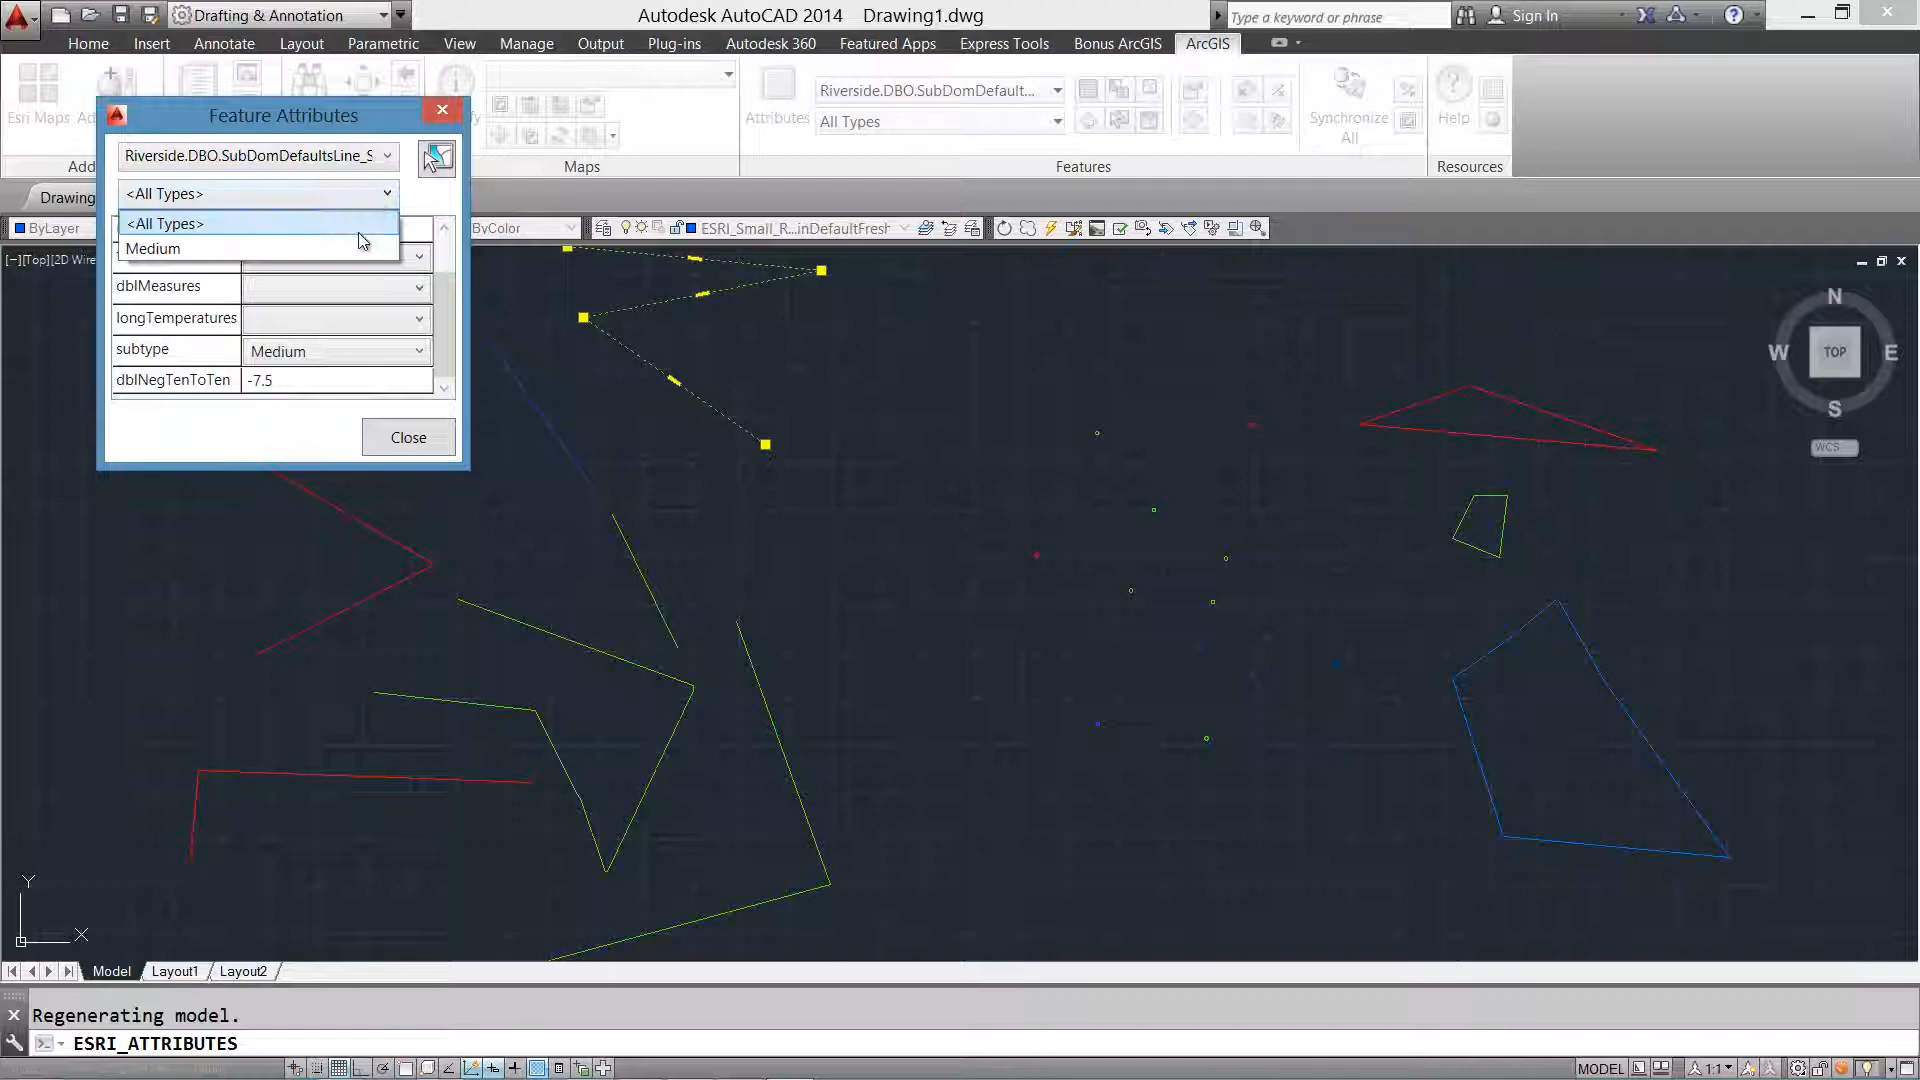 Drafting & Annotation
Autodesk AutoCAD 2014 Drawing1.dwg
Type a keyword or phrase
Sign In
Home Insert Annotate Layout Parametric View Manage Output Plug-ins Autodesk 360 Featured Apps Express Tools Bonus ArcGIS ArcGIS
Esri Maps
Attributes
Riverside.DBO.SubDomDefault...
All Types
Synchronize
All
Help
Add
Maps
Features
Resources
Feature Attributes
Riverside.DBO.SubDomDefaultsLine_S
<All Types>
<All Types>
Medium
dblMeasures
longTemperatures
subtype Medium
dblNegTenToTen -7.5
Close
Drawing
ByLayer
ByColor
ESRI_Small_R...inDefaultFresh
[−][Top][2D Wire
N
W TOP E
S
WCS
Y
X
Model Layout1 Layout2
Regenerating model.
ESRI_ATTRIBUTES
MODEL
1:1